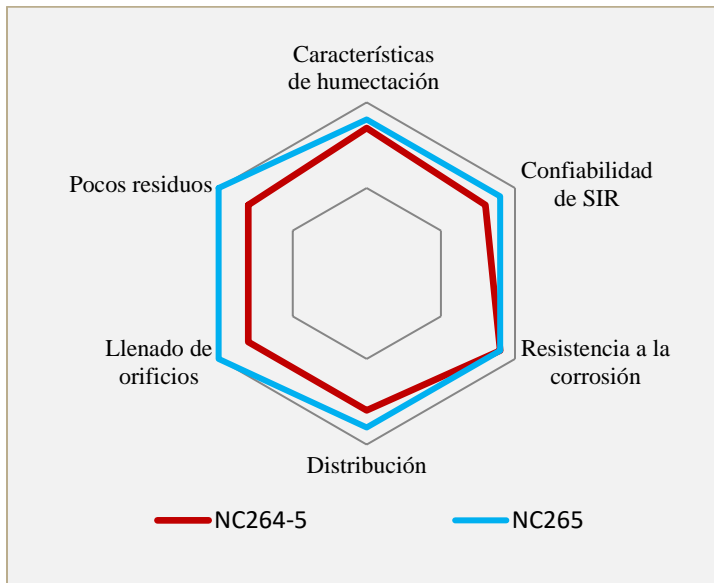 Características
de humectación
Confiabilidad
de SIR
Resistencia a la
corrosión
Distribución
Llenado de
orificios
Pocos residuos
NC264-5
NC265